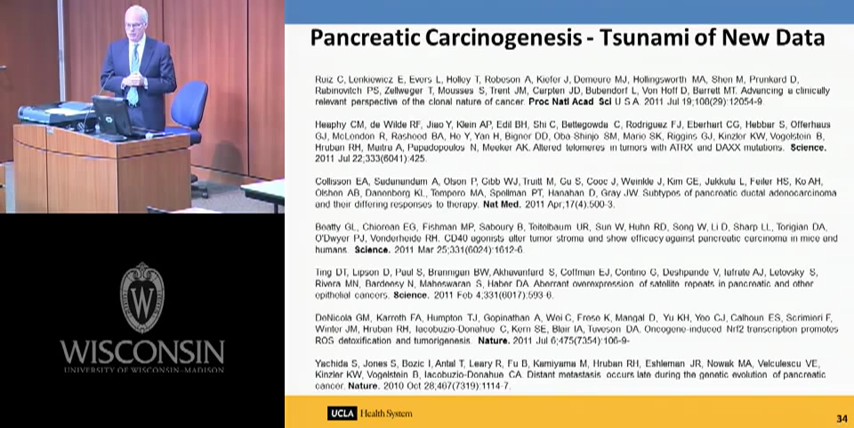 Pancreatic Carcinogenesis - Tsunami of New Data
Ruiz C, Lenkiewicz E, Evers L, Holley T, Robeson A, Kiefer J, Demeure MJ, Hollingsworth MA, Shen M, Prunkard D,
Rabinovitch PS, Zellweger T, Mousses S, Trent JM, Carpten JD, Bubendorf L, Von Hoff D, Barrett MT. Advancing a clinically
relevant perspective of the clonal nature of cancer. Proc Natl Acad Sci U S A. 2011 Jul 19;108(29):12054-9.
Heaphy CM, de Wilde RF, Jiao Y, Klein AP, Edil BH, Shi C, Bettegowda C, Rodriguez FJ, Eberhart CG, Hebbar S, Offerhaus
GJ, McLendon R, Rasheed BA, He Y, Yan H, Bigner DD, Oba-Shinjo SM, Marie SK, Riggins GJ, Kinzler KW, Vogelstein B,
Hruban RH, Maitra A, Papadopoulos N, Meeker AK. Altered telomeres in tumors with ATRX and DAXX mutations. Science.
2011 Jul 22;333(6041):425.
Collisson EA, Sadanandam A, Olson P, Gibb WJ, Truitt M, Gu S, Cooc J, Weinkle J, Kim GE, Jakkula L, Feiler HS, Ko AH,
Olshen AB, Danenberg KL, Tempero MA, Spellman PT, Hanahan D, Gray JW. Subtypes of pancreatic ductal adenocarcinoma
and their differing responses to therapy. Nat Med. 2011 Apr;17(4):500-3.
Beatty GL, Chiorean EG, Fishman MP, Saboury B, Teitelbaum UR, Sun W, Huhn RD, Song W, Li D, Sharp LL, Torigian DA,
O'Dwyer PJ, Vonderheide RH. CD40 agonists alter tumor stroma and show efficacy against pancreatic carcinoma in mice and
humans. Science. 2011 Mar 25;331(6024):1612-6.
Ting DT, Lipson D, Paul S, Brannigan BW, Akhavanfard S, Coffman EJ, Contino G, Deshpande V, Iafrate AJ, Letovsky S,
Rivera MN, Bardeesy N, Maheswaran S, Haber DA. Aberrant overexpression of satellite repeats in pancreatic and other
epithelial cancers. Science. 2011 Feb 4;331(6017):593-6.
DeNicola GM, Karreth FA, Humpton TJ, Gopinathan A, Wei C, Frese K, Mangal D, Yu KH, Yeo CJ, Calhoun ES, Scrimieri F,
Winter JM, Hruban RH, Iacobuzio-Donahue C, Kern SE, Blair IA, Tuveson DA. Oncogene-induced Nrf2 transcription promotes
ROS detoxification and tumorigenesis. Nature. 2011 Jul 6;475(7354):106-9-
Yachida S, Jones S, Bozic I, Antal T, Leary R, Fu B, Kamiyama M, Hruban RH, Eshleman JR, Nowak MA, Velculescu VE,
Kinzler KW, Vogelstein B, Iacobuzio-Donahue CA. Distant metastasis occurs late during the genetic evolution of pancreatic
cancer. Nature. 2010 Oct 28;467(7319):1114-7.
W
WISCONSIN
UNIVERSITY OF WISCONSIN-MADISON
UCLA Health System
34